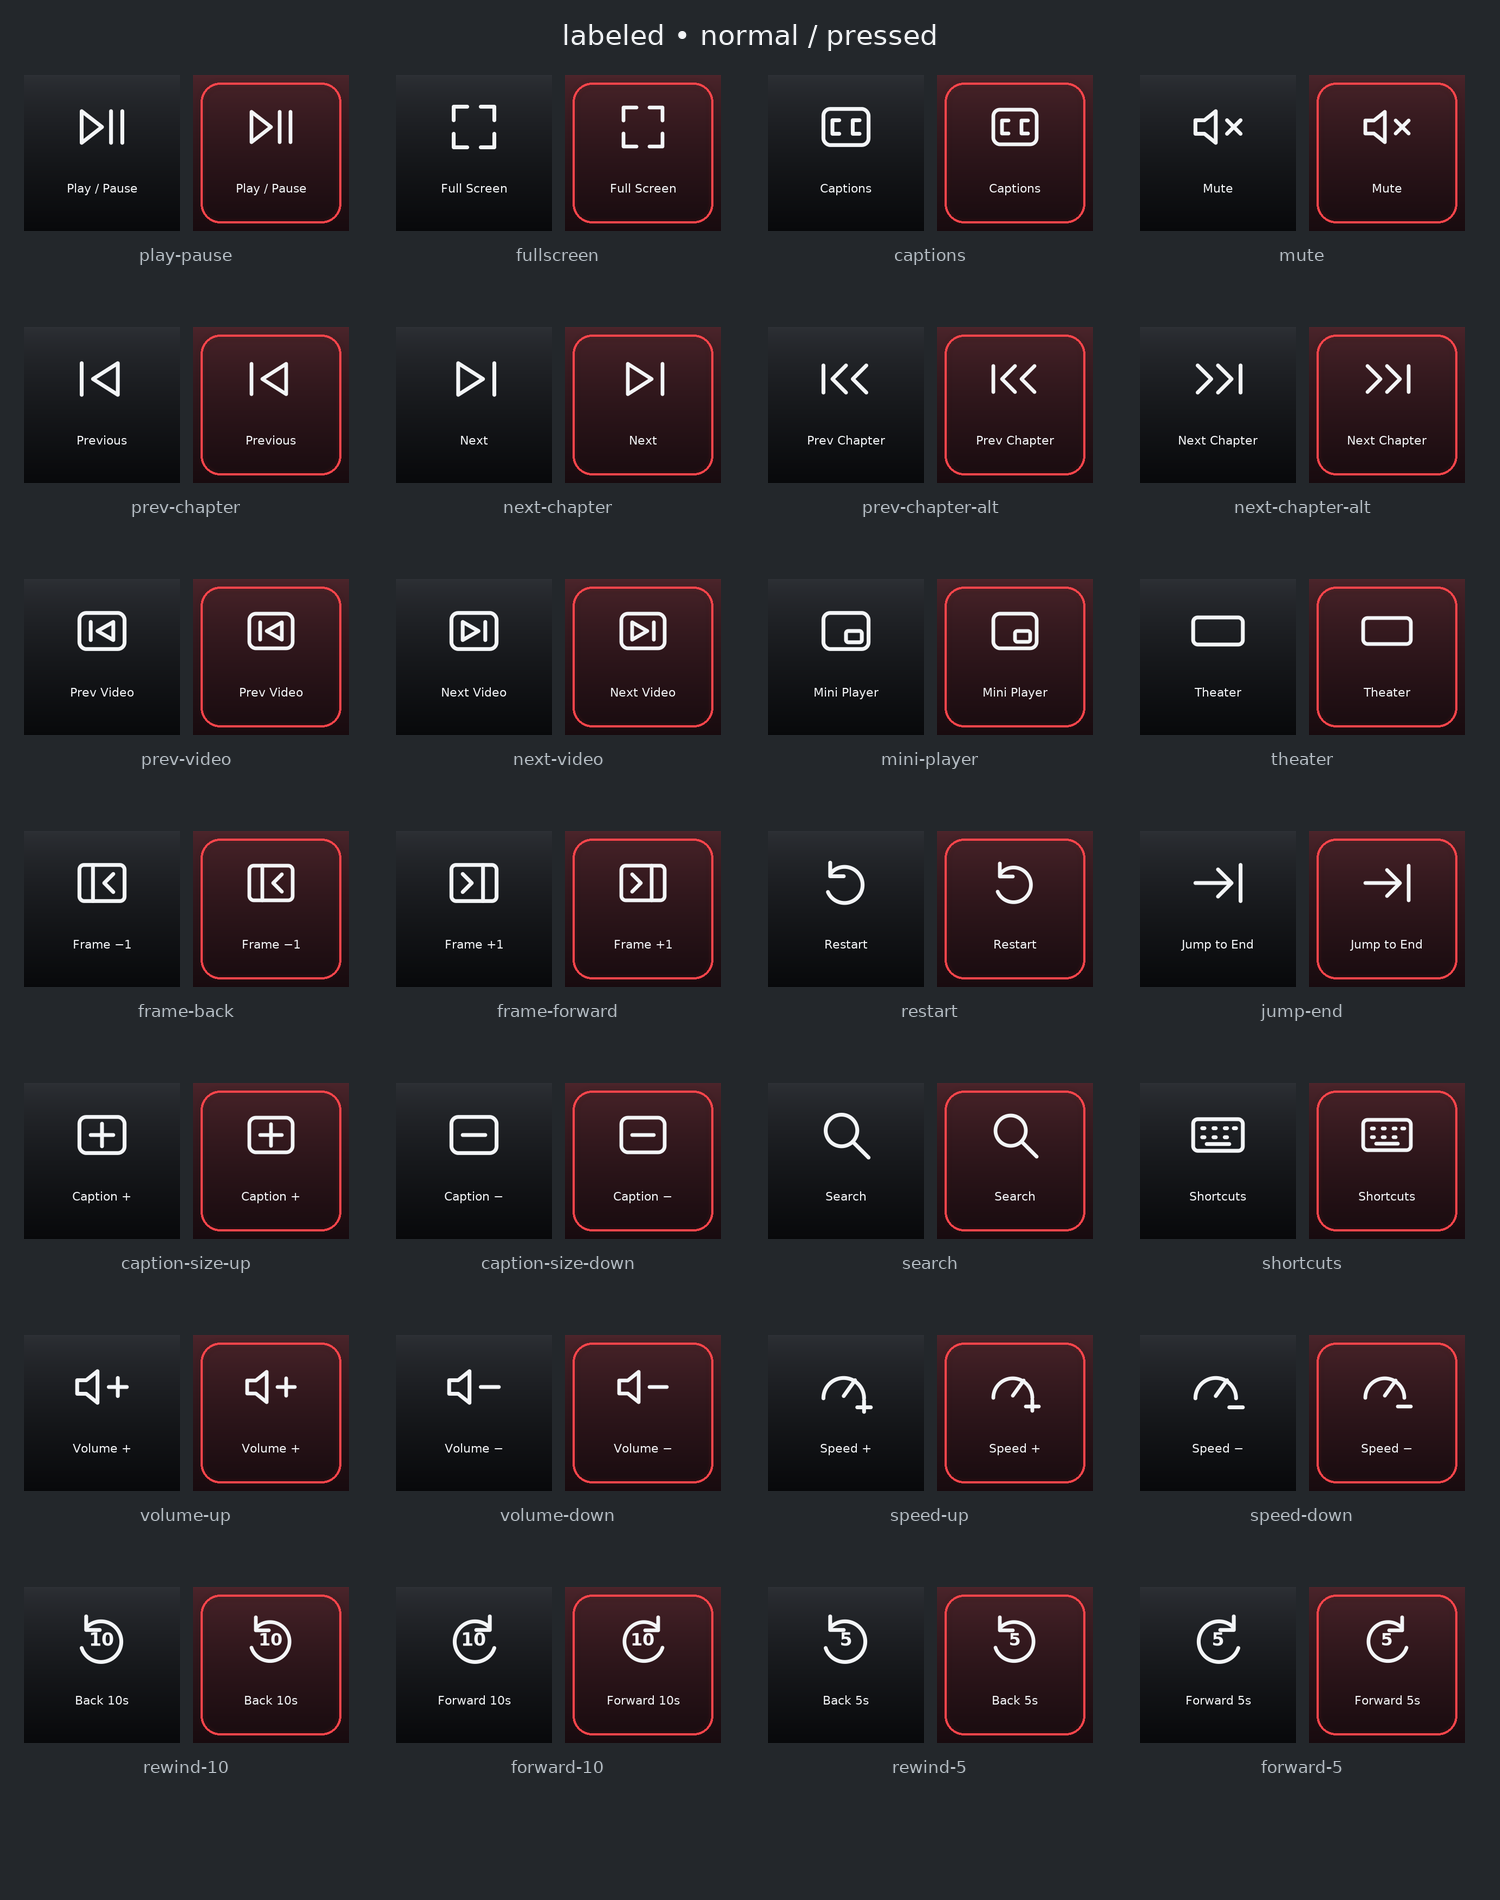 labeled • normal / pressed
Play / Pause
Play / Pause
Full Screen
Full Screen
Captions
Captions
Mute
Mute
play-pause
fullscreen
captions
mute
Previous
Previous
Next
Next
Prev Chapter
Prev Chapter
Next Chapter
Next Chapter
prev-chapter
next-chapter
prev-chapter-alt
next-chapter-alt
Prev Video
Prev Video
Next Video
Next Video
Mini Player
Mini Player
Theater
Theater
prev-video
next-video
mini-player
theater
Frame −1
Frame −1
Frame +1
Frame +1
Restart
Restart
Jump to End
Jump to End
frame-back
frame-forward
restart
jump-end
Caption +
Caption +
Caption −
Caption −
Search
Search
Shortcuts
Shortcuts
caption-size-up
caption-size-down
search
shortcuts
Volume +
Volume +
Volume −
Volume −
Speed +
Speed +
Speed −
Speed −
volume-up
volume-down
speed-up
speed-down
10
10
10
10
5
5
5
5
Back 10s
Back 10s
Forward 10s
Forward 10s
Back 5s
Back 5s
Forward 5s
Forward 5s
rewind-10
forward-10
rewind-5
forward-5